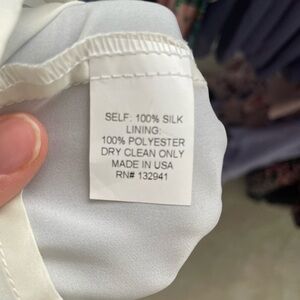 SELF: 100% SILK
LINING:
100% POLYESTER
DRY CLEAN ONLY
MADE IN USA
RN# 132941